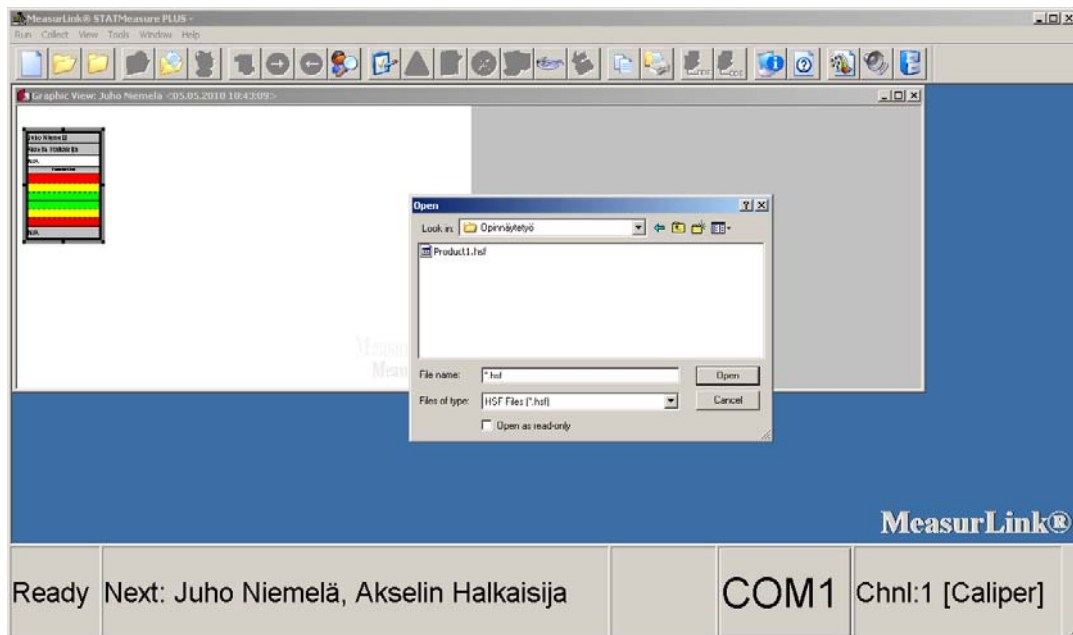 MeasurLink® STATMeasure PLUS -
Run Collect View Tools Window Help
Graphic View: Juho Niemela <05.05.2010 10:43:09>
N/A
Open
Look in: Opinnäytetyö
Product1.hsf
File name: *.hsf Open
Files of type: HSF Files (*.hsf) Cancel
Open as read-only
MeasurLink®
Ready Next: Juho Niemelä, Akselin Halkaisija COM1 Chnl:1 [Caliper]